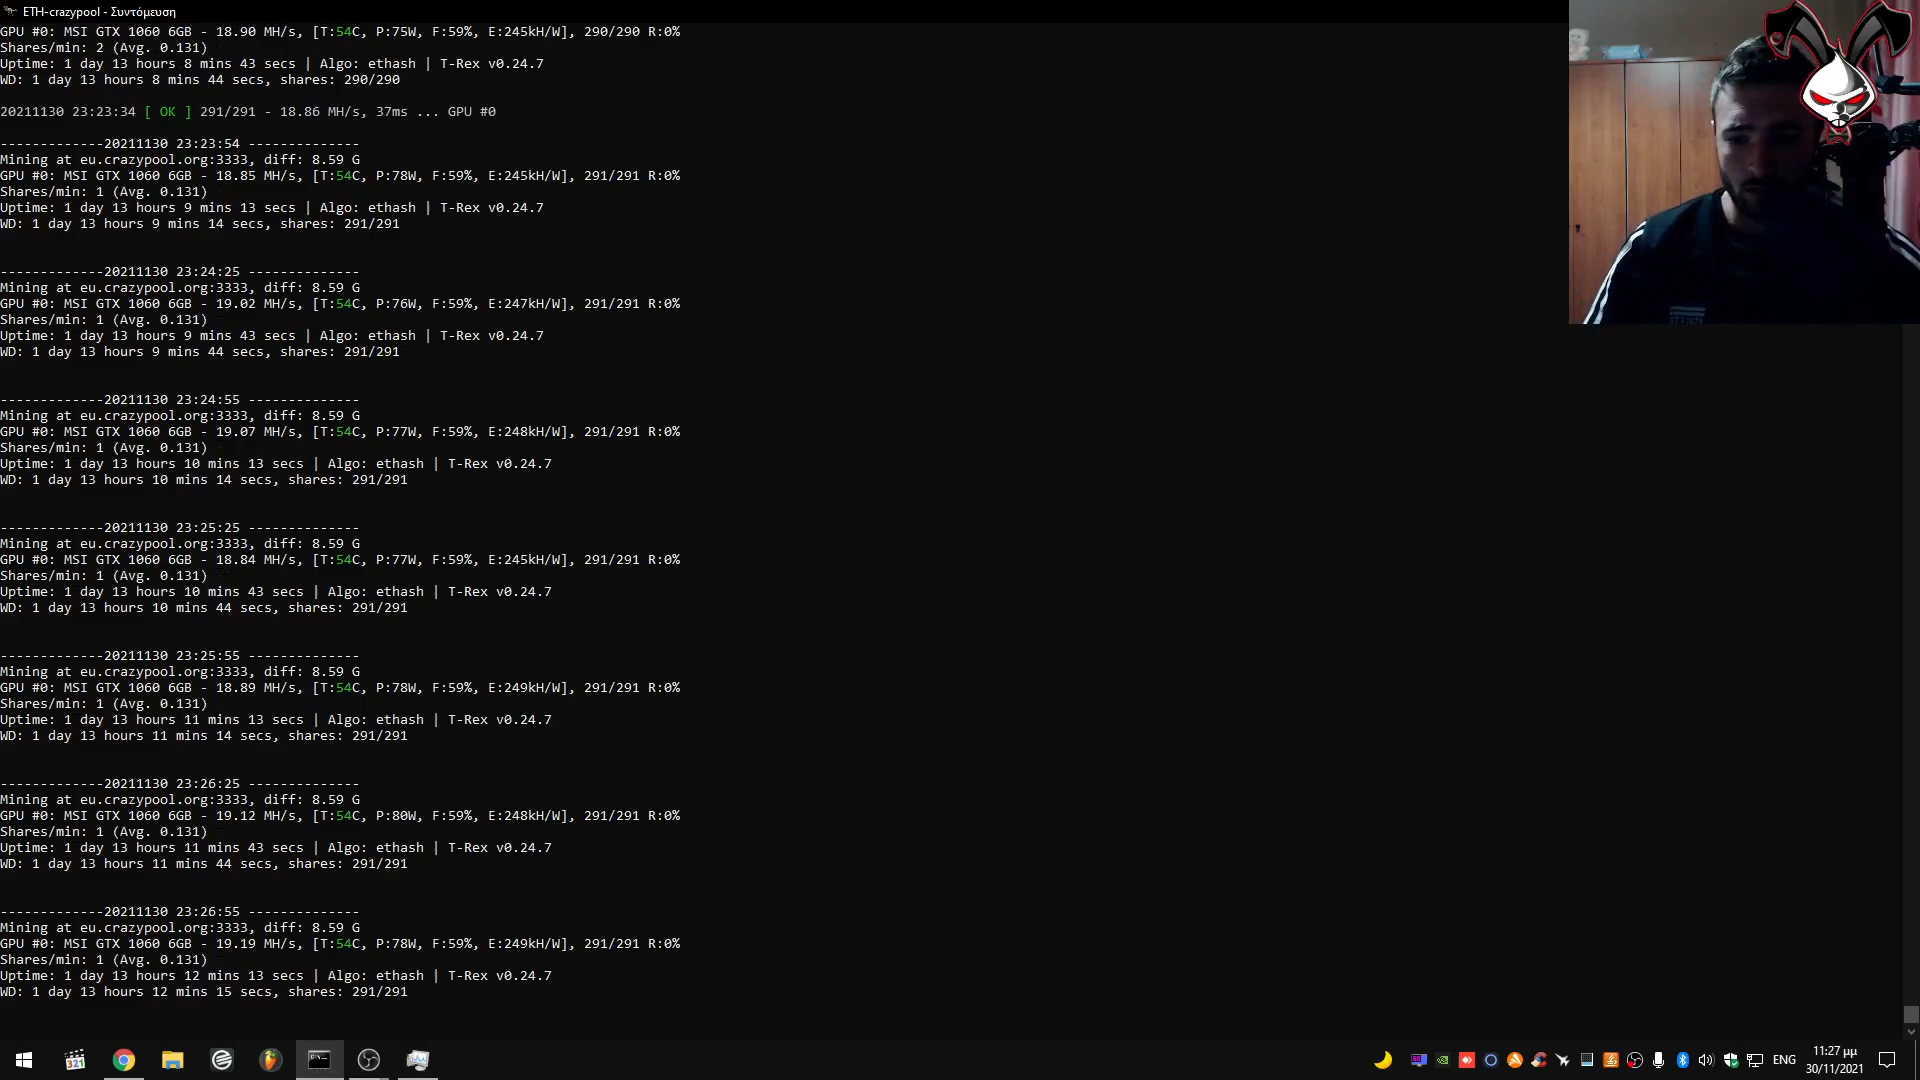 ETH-crazypool - Συντόμευση
GPU #0: MSI GTX 1060 6GB - 18.90 MH/s, [T:54C, P:75W, F:59%, E:245kH/W], 290/290 R:0%
Shares/min: 2 (Avg. 0.131)
Uptime: 1 day 13 hours 8 mins 43 secs | Algo: ethash | T-Rex v0.24.7
WD: 1 day 13 hours 8 mins 44 secs, shares: 290/290
20211130 23:23:34 [ OK ] 291/291 - 18.86 MH/s, 37ms ... GPU #0
-------------20211130 23:23:54 --------------
Mining at eu.crazypool.org:3333, diff: 8.59 G
GPU #0: MSI GTX 1060 6GB - 18.85 MH/s, [T:54C, P:78W, F:59%, E:245kH/W], 291/291 R:0%
Shares/min: 1 (Avg. 0.131)
Uptime: 1 day 13 hours 9 mins 13 secs | Algo: ethash | T-Rex v0.24.7
WD: 1 day 13 hours 9 mins 14 secs, shares: 291/291
-------------20211130 23:24:25 --------------
Mining at eu.crazypool.org:3333, diff: 8.59 G
GPU #0: MSI GTX 1060 6GB - 19.02 MH/s, [T:54C, P:76W, F:59%, E:247kH/W], 291/291 R:0%
Shares/min: 1 (Avg. 0.131)
Uptime: 1 day 13 hours 9 mins 43 secs | Algo: ethash | T-Rex v0.24.7
WD: 1 day 13 hours 9 mins 44 secs, shares: 291/291
-------------20211130 23:24:55 --------------
Mining at eu.crazypool.org:3333, diff: 8.59 G
GPU #0: MSI GTX 1060 6GB - 19.07 MH/s, [T:54C, P:77W, F:59%, E:248kH/W], 291/291 R:0%
Shares/min: 1 (Avg. 0.131)
Uptime: 1 day 13 hours 10 mins 13 secs | Algo: ethash | T-Rex v0.24.7
WD: 1 day 13 hours 10 mins 14 secs, shares: 291/291
-------------20211130 23:25:25 --------------
Mining at eu.crazypool.org:3333, diff: 8.59 G
GPU #0: MSI GTX 1060 6GB - 18.84 MH/s, [T:54C, P:77W, F:59%, E:245kH/W], 291/291 R:0%
Shares/min: 1 (Avg. 0.131)
Uptime: 1 day 13 hours 10 mins 43 secs | Algo: ethash | T-Rex v0.24.7
WD: 1 day 13 hours 10 mins 44 secs, shares: 291/291
-------------20211130 23:25:55 --------------
Mining at eu.crazypool.org:3333, diff: 8.59 G
GPU #0: MSI GTX 1060 6GB - 18.89 MH/s, [T:54C, P:78W, F:59%, E:249kH/W], 291/291 R:0%
Shares/min: 1 (Avg. 0.131)
Uptime: 1 day 13 hours 11 mins 13 secs | Algo: ethash | T-Rex v0.24.7
WD: 1 day 13 hours 11 mins 14 secs, shares: 291/291
-------------20211130 23:26:25 --------------
Mining at eu.crazypool.org:3333, diff: 8.59 G
GPU #0: MSI GTX 1060 6GB - 19.12 MH/s, [T:54C, P:80W, F:59%, E:248kH/W], 291/291 R:0%
Shares/min: 1 (Avg. 0.131)
Uptime: 1 day 13 hours 11 mins 43 secs | Algo: ethash | T-Rex v0.24.7
WD: 1 day 13 hours 11 mins 44 secs, shares: 291/291
-------------20211130 23:26:55 --------------
Mining at eu.crazypool.org:3333, diff: 8.59 G
GPU #0: MSI GTX 1060 6GB - 19.19 MH/s, [T:54C, P:78W, F:59%, E:249kH/W], 291/291 R:0%
Shares/min: 1 (Avg. 0.131)
Uptime: 1 day 13 hours 12 mins 13 secs | Algo: ethash | T-Rex v0.24.7
WD: 1 day 13 hours 12 mins 15 secs, shares: 291/291
321
ENG
11:27 μμ
30/11/2021